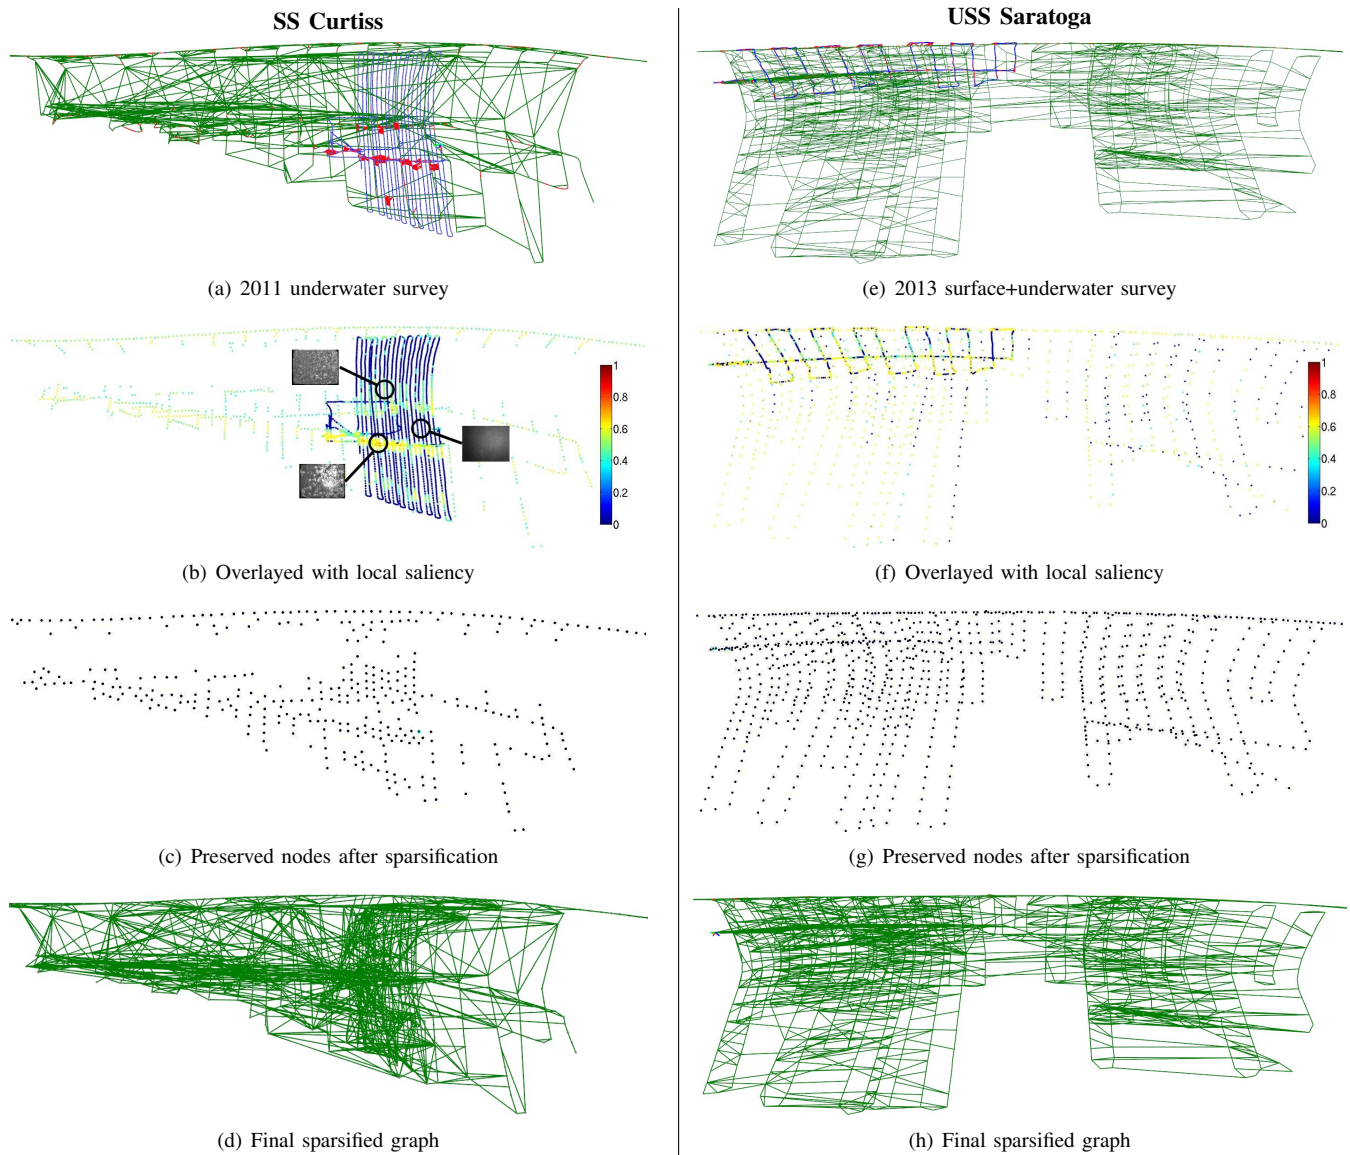 SS Curtiss
(a) 2011 underwater survey
1
0.8
0.6
0.4
0.2
0
(b) Overlayed with local saliency
(c) Preserved nodes after sparsification
(d) Final sparsified graph
USS Saratoga
(e) 2013 surface+underwater survey
1
0.8
0.6
0.4
0.2
0
(f) Overlayed with local saliency
(g) Preserved nodes after sparsification
(h) Final sparsified graph